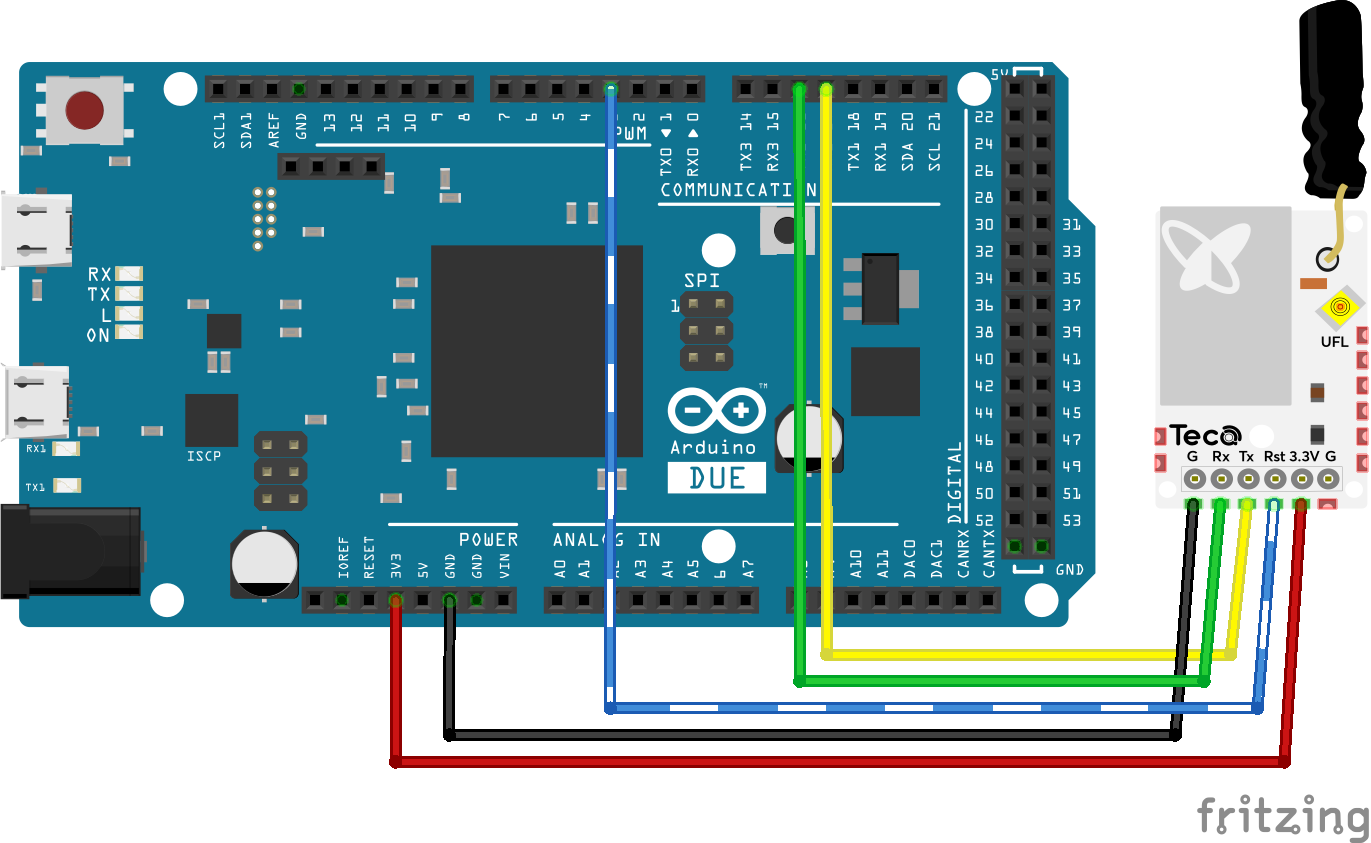 5V
SCL1 SDA1 AREF GND 13 12 11 10 9 8 7 6 5 4 2 TX0 ◀ 1 RX0 ▶ 0 TX3 14 RX3 15 TX1 18 RX1 19 SDA 20 SCL 21
PWM
COMMUNICATION
22
24
26
28
30 31
32 33
34 35
36 37
38 39
40 41
42 43
44 45
46 47
48 49
50 51
52 53
DIGITAL
GND
RX
TX
L
ON
SPI
1
TM
Arduino
DUE
ISCP
RX1
TX1
POWER
ANALOG IN
IOREF RESET 3V3 5V GND GND VIN A0 A1 A3 A4 A5 6 A7 A10 A11 DAC0 DAC1 CANRX CANTX
UFL
Teca
G Rx Tx Rst 3.3V G
fritzing